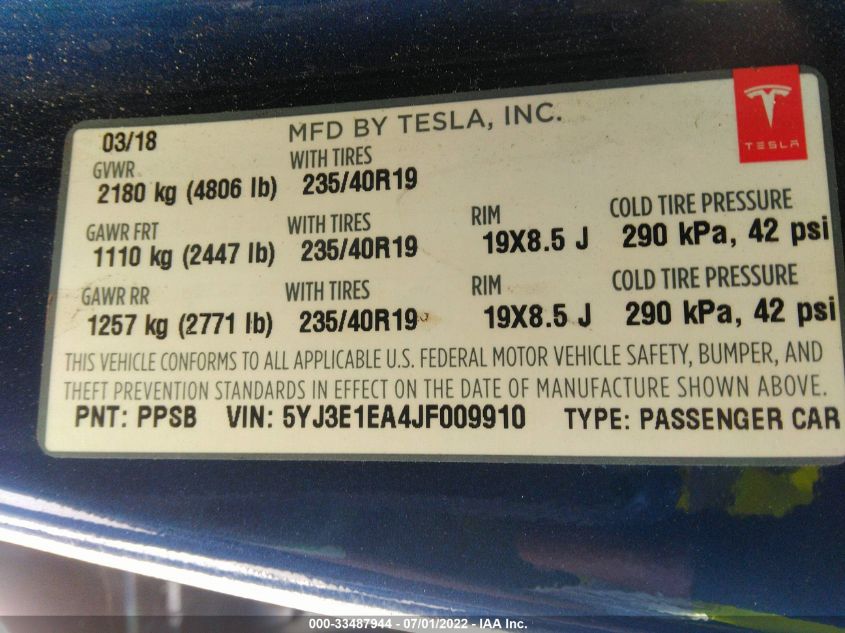 03/18 MFD BY TESLA, INC.
TESLA
GVWR WITH TIRES
2180 kg (4806 lb) 235/40R19
GAWR FRT WITH TIRES RIM COLD TIRE PRESSURE
1110 kg (2447 lb) 235/40R19 19X8.5 J 290 kPa, 42 psi
GAWR RR WITH TIRES RIM COLD TIRE PRESSURE
1257 kg (2771 lb) 235/40R19 19X8.5 J 290 kPa, 42 psi
THIS VEHICLE CONFORMS TO ALL APPLICABLE U.S. FEDERAL MOTOR VEHICLE SAFETY, BUMPER, AND
THEFT PREVENTION STANDARDS IN EFFECT ON THE DATE OF MANUFACTURE SHOWN ABOVE.
PNT: PPSB VIN: 5YJ3E1EA4JF009910 TYPE: PASSENGER CAR
000-33487944 - 07/01/2022 - IAA Inc.